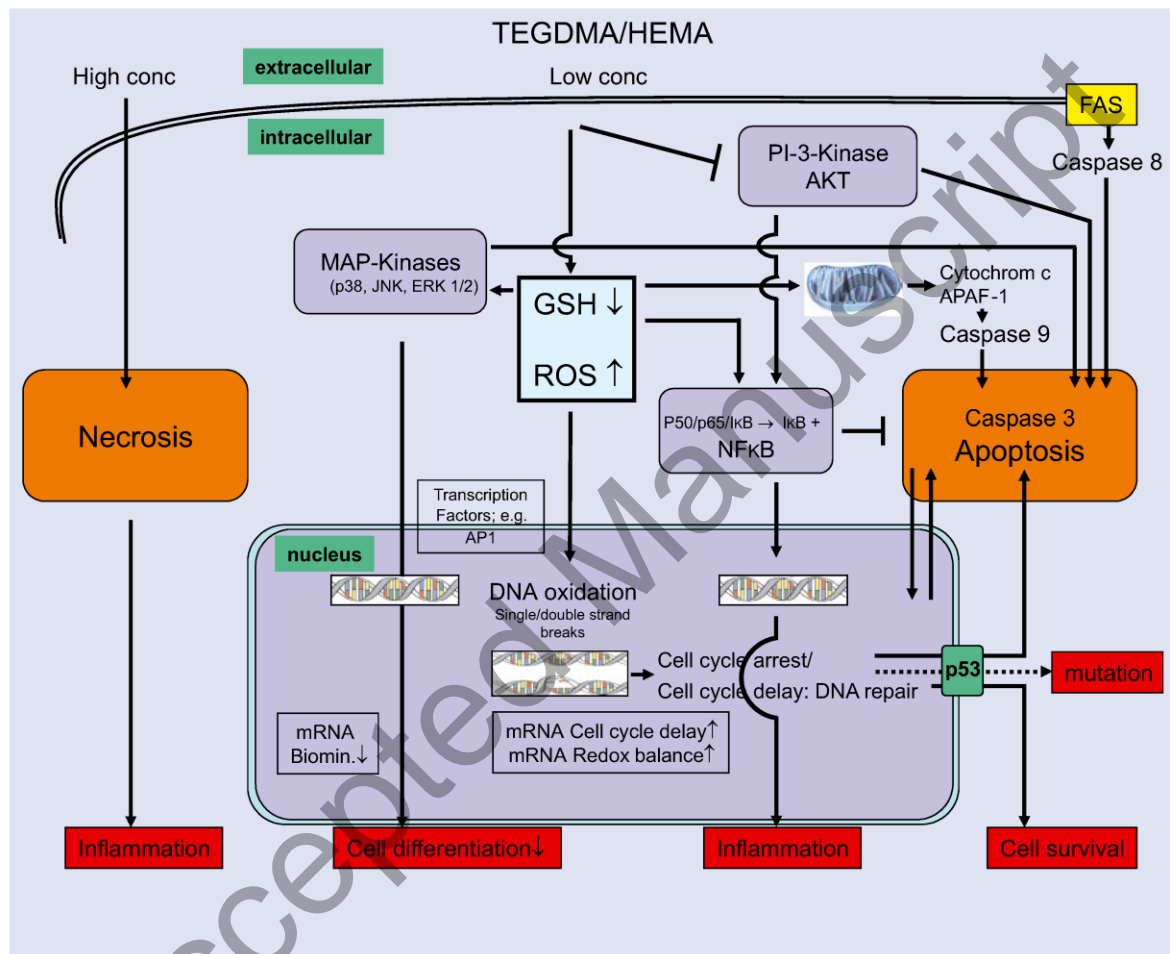 TEGDMA/HEMA
High conc
extracellular
Low conc
FAS
intracellular
PI-3-Kinase
AKT
Caspase 8
MAP-Kinases
(p38, JNK, ERK 1/2)
GSH ↓
ROS ↑
Cytochrom c
APAF-1
Caspase 9
Necrosis
P50/p65/IκB → IκB +
NFκB
Caspase 3
Apoptosis
Transcription
Factors; e.g.
AP1
nucleus
DNA oxidation
Single/double strand
breaks
Cell cycle arrest/
Cell cycle delay: DNA repair
p53
mutation
mRNA
Biomin.↓
mRNA Cell cycle delay↑
mRNA Redox balance↑
Inflammation
Cell differentiation↓
Inflammation
Cell survival
Accepted Manuscript